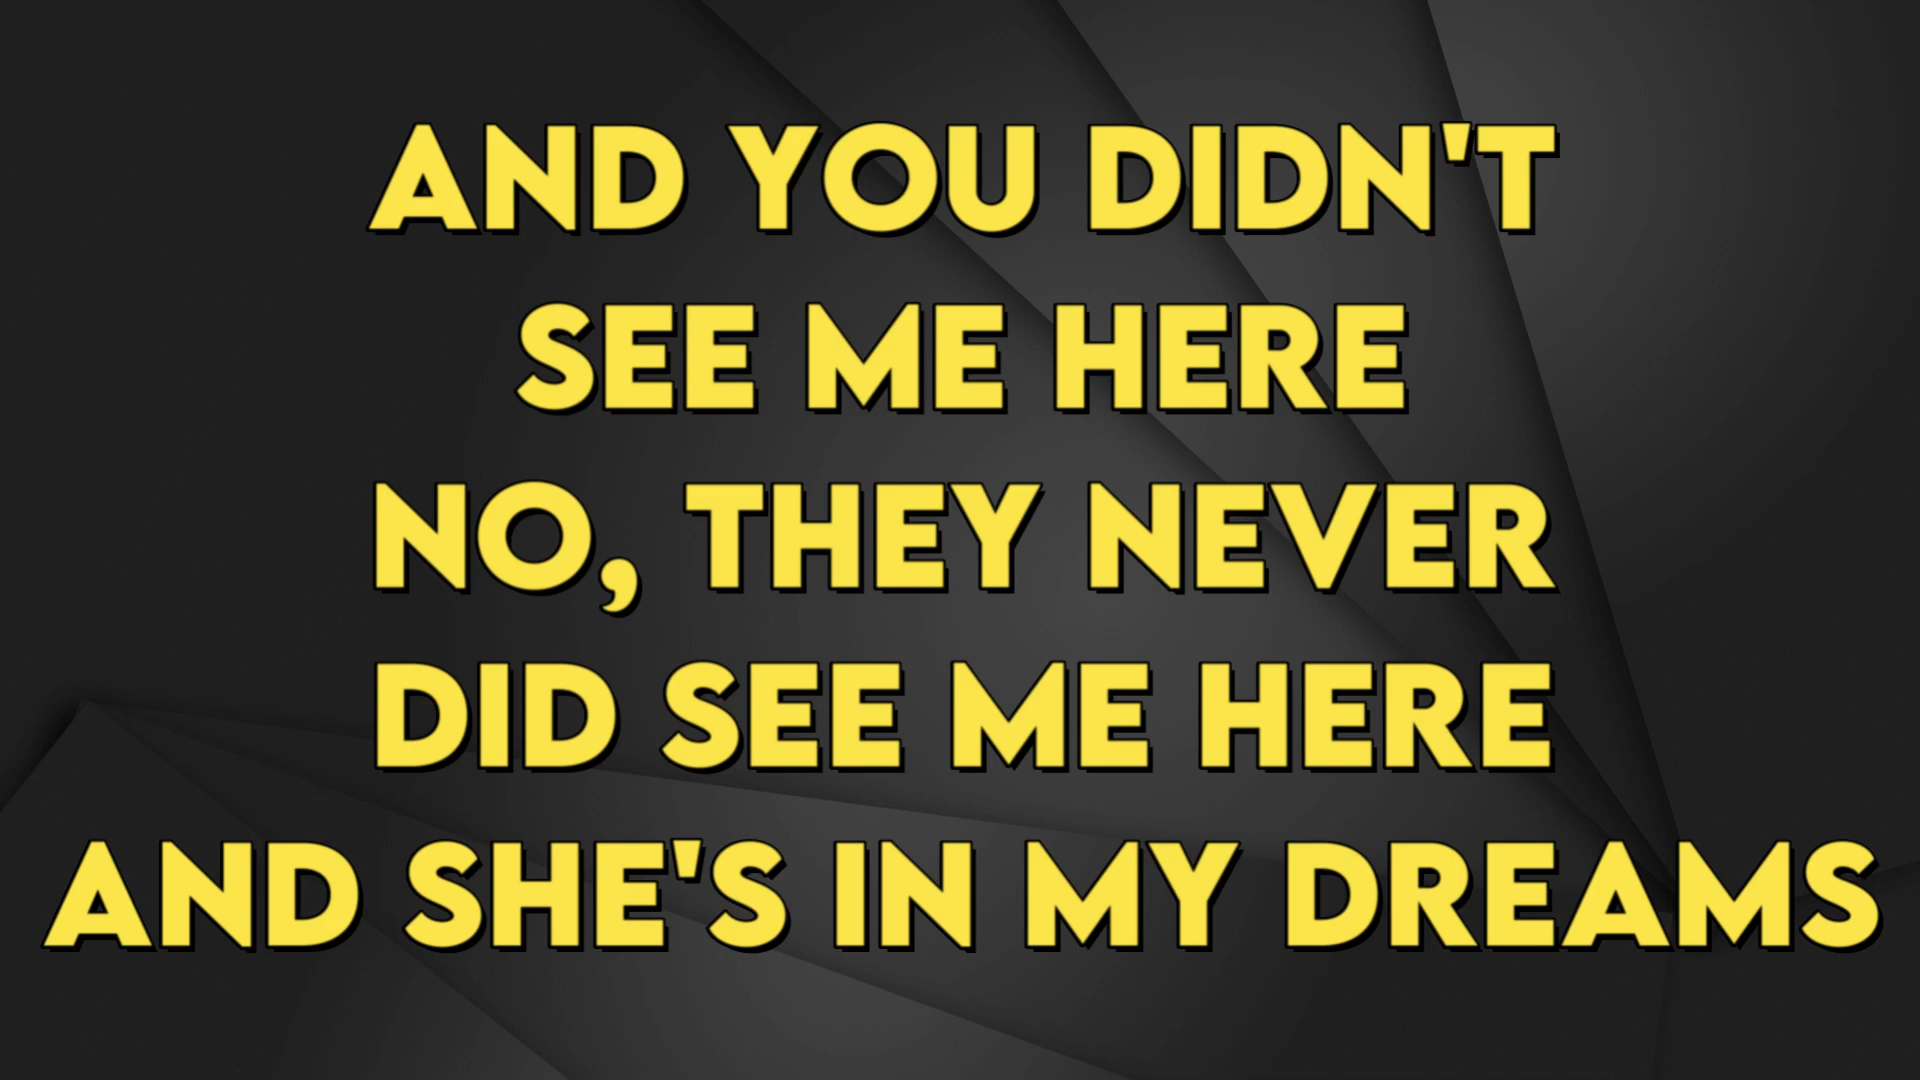 AND YOU DIDN'T
SEE ME HERE
NO, THEY NEVER
DID SEE ME HERE
AND SHE'S IN MY DREAMS